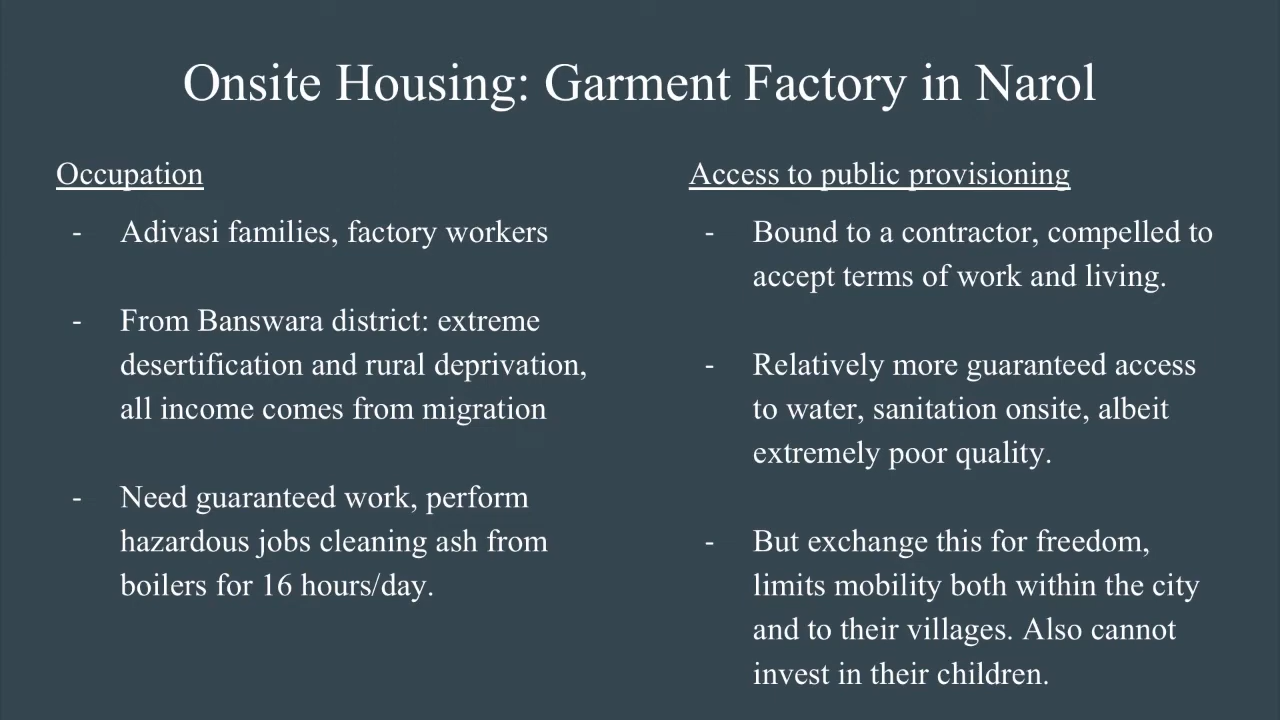 Onsite Housing: Garment Factory in Narol
Occupation
- Adivasi families, factory workers
- From Banswara district: extreme
desertification and rural deprivation,
all income comes from migration
- Need guaranteed work, perform
hazardous jobs cleaning ash from
boilers for 16 hours/day.
Access to public provisioning
- Bound to a contractor, compelled to
accept terms of work and living.
- Relatively more guaranteed access
to water, sanitation onsite, albeit
extremely poor quality.
- But exchange this for freedom,
limits mobility both within the city
and to their villages. Also cannot
invest in their children.